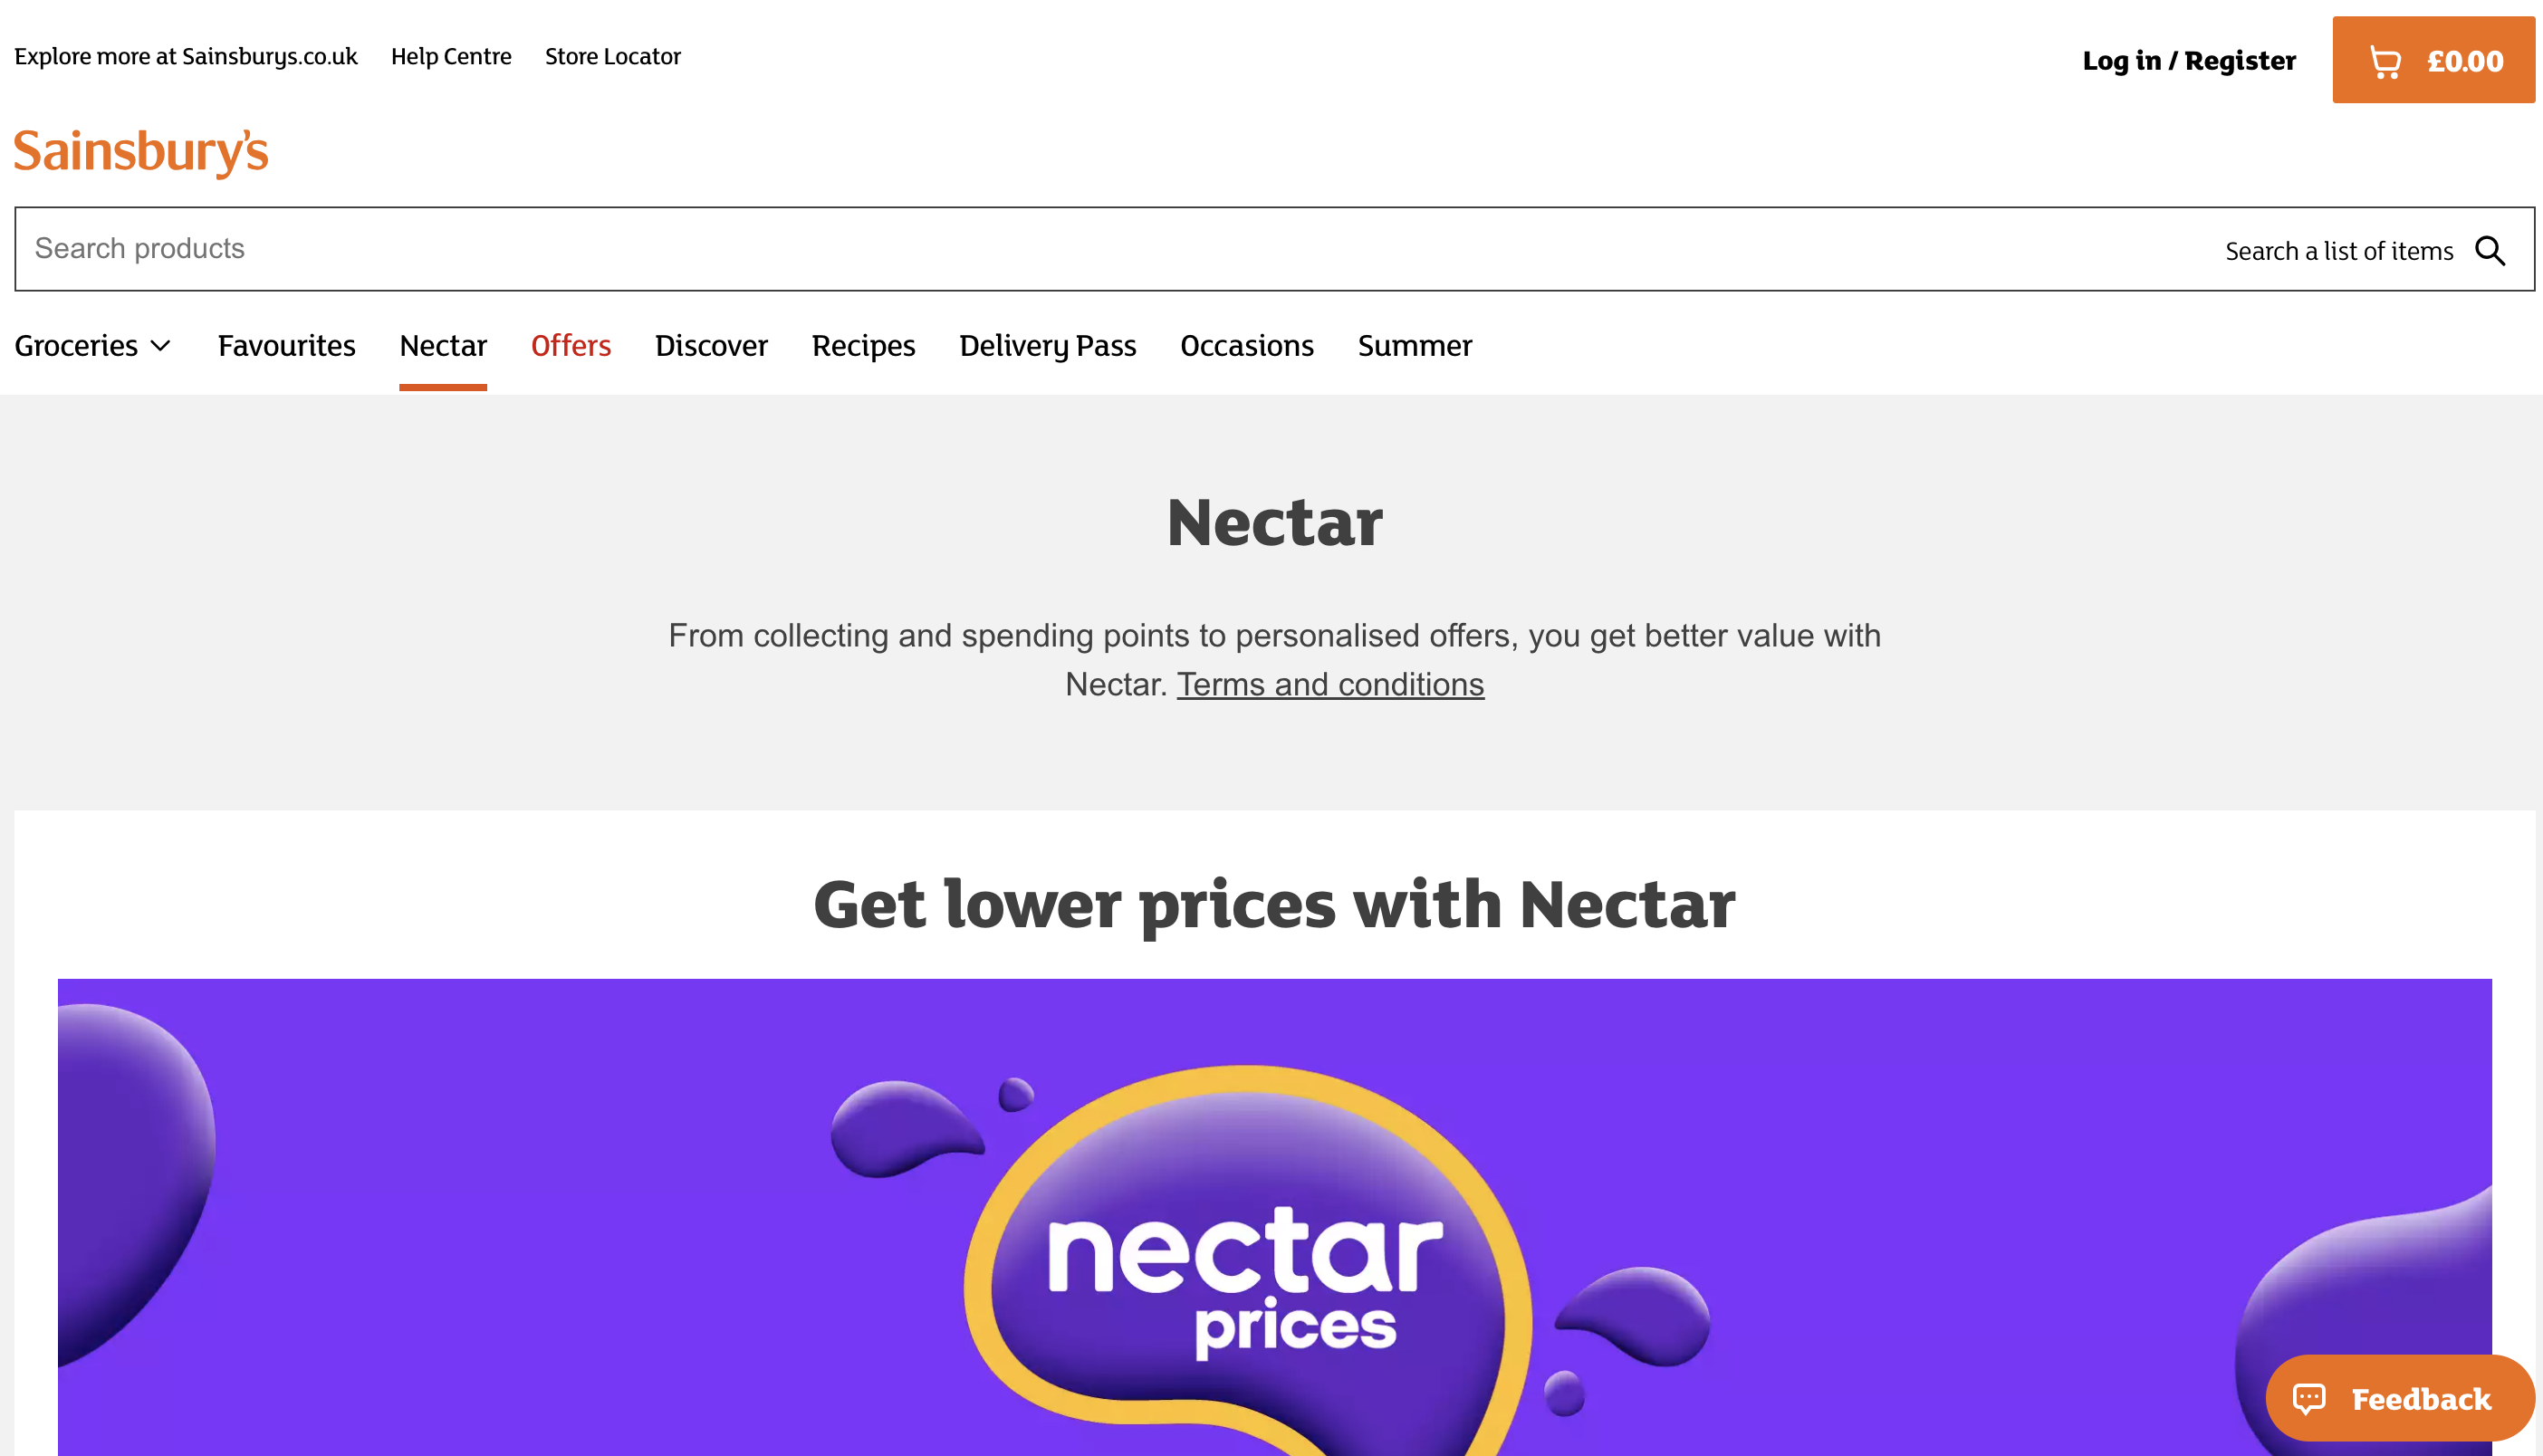 Explore more at Sainsburys.co.uk Help Centre Store Locator
Log in / Register £0.00
Sainsbury's
Search products Search a list of items
Groceries Favourites Nectar Offers Discover Recipes Delivery Pass Occasions Summer
Nectar
From collecting and spending points to personalised offers, you get better value with
Nectar. Terms and conditions
Get lower prices with Nectar
nectar
prices
Feedback